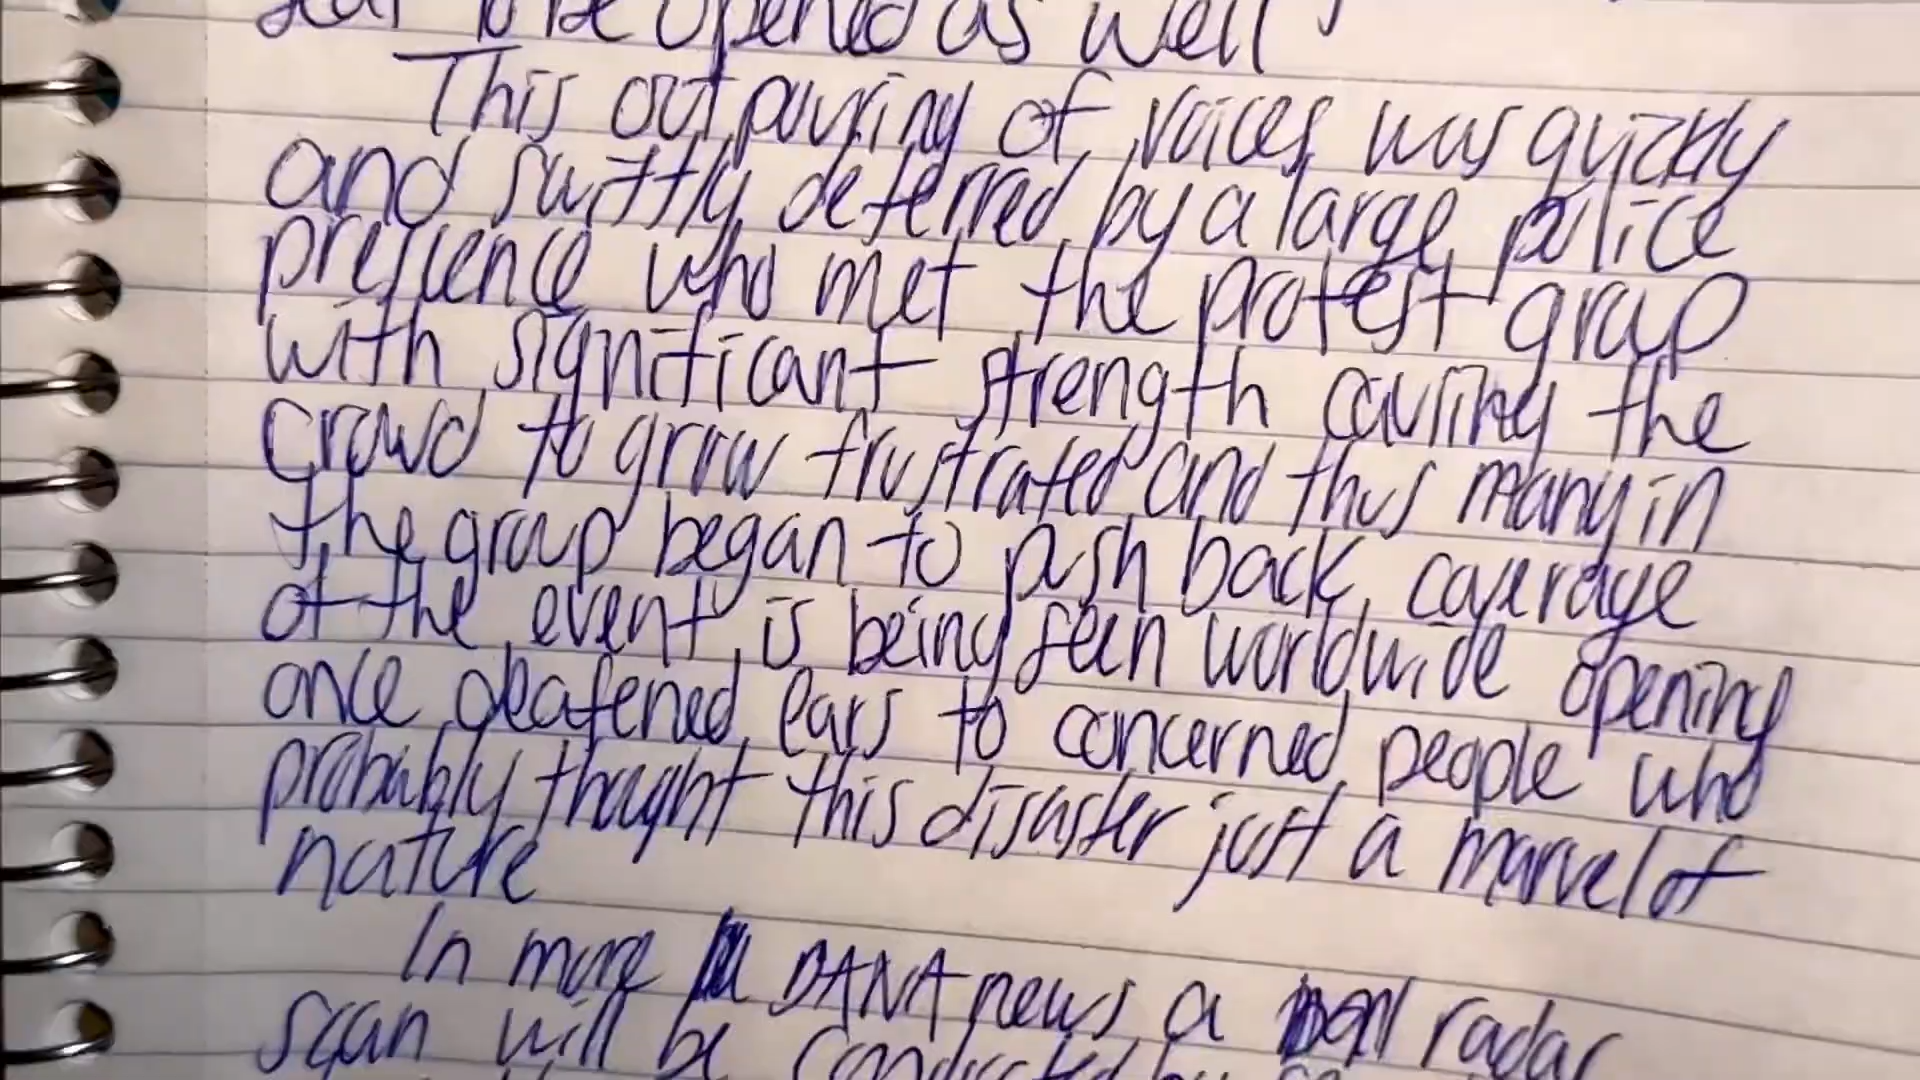 to be opened as well
This outpouring of voices was quickly
and swiftly deterred by a large police
prescence who met the protest group
with significant strength causing the
crowd to grow frustrated and thus many in
the group began to push back, coverage
of the event is being seen worldwide opening
once deafened ears to concerned people who
probably thought this disaster just a marvel of
nature
In more DANA news a radar
scan will be conducted by